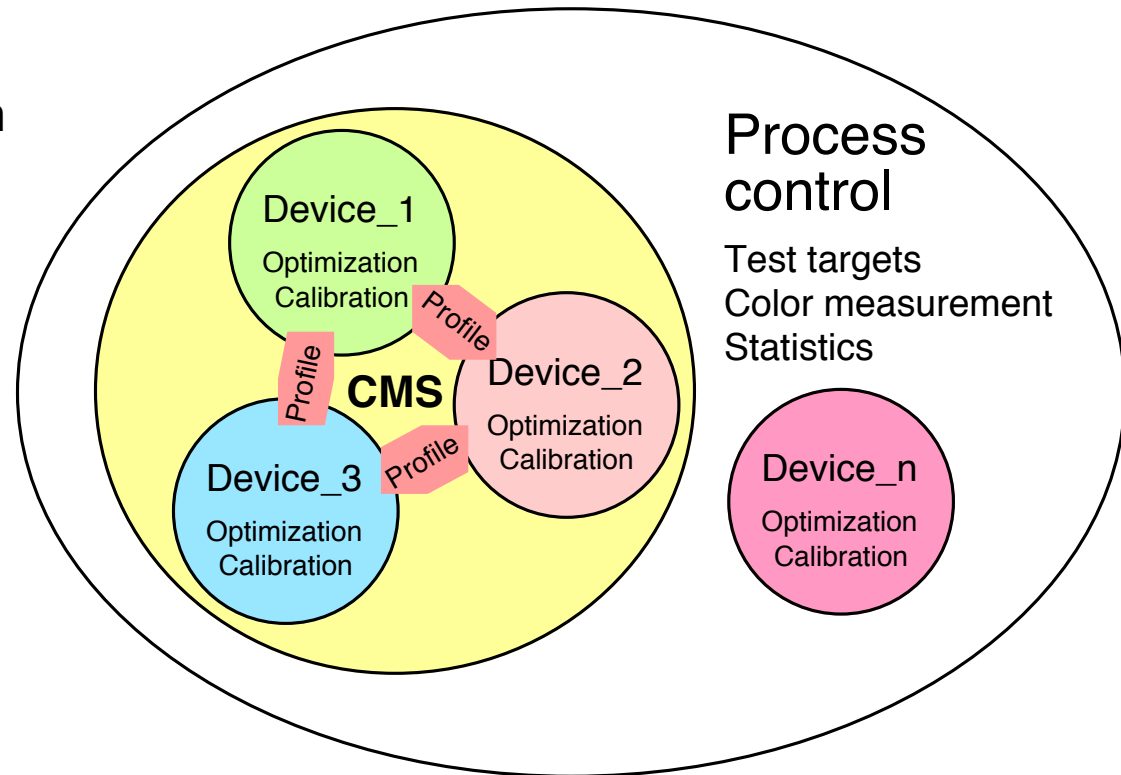 Process
control
Test targets
Color measurement
Statistics
Device_1
Optimization
Calibration
Profile
Profile
CMS
Device_2
Optimization
Calibration
Profile
Device_3
Optimization
Calibration
Device_n
Optimization
Calibration